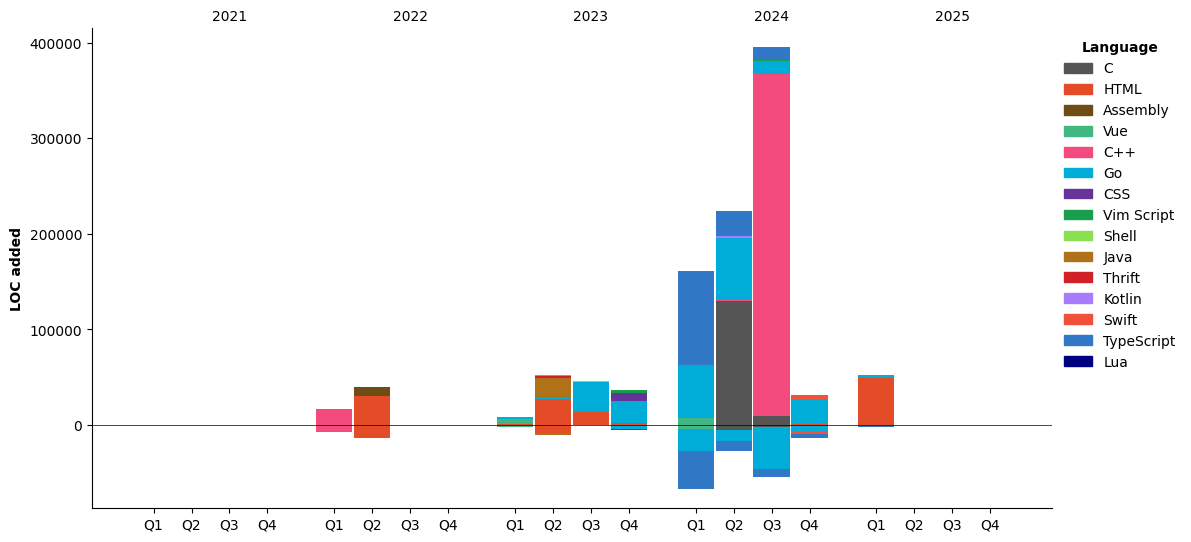 2021 2022 2023 2024 2025
LOC added
400000
300000
200000
100000
0
Q1 Q2 Q3 Q4 Q1 Q2 Q3 Q4 Q1 Q2 Q3 Q4 Q1 Q2 Q3 Q4 Q1 Q2 Q3 Q4
Language
C
HTML
Assembly
Vue
C++
Go
CSS
Vim Script
Shell
Java
Thrift
Kotlin
Swift
TypeScript
Lua